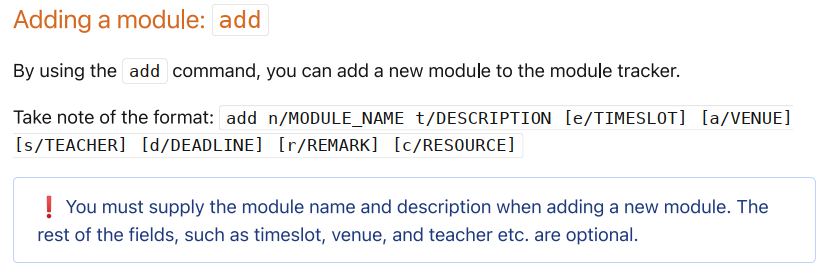 Adding a module: add
By using the add command, you can add a new module to the module tracker.
Take note of the format: add n/MODULE_NAME t/DESCRIPTION [e/TIMESLOT] [a/VENUE]
[s/TEACHER] [d/DEADLINE] [r/REMARK] [c/RESOURCE]
❗ You must supply the module name and description when adding a new module. The
rest of the fields, such as timeslot, venue, and teacher etc. are optional.